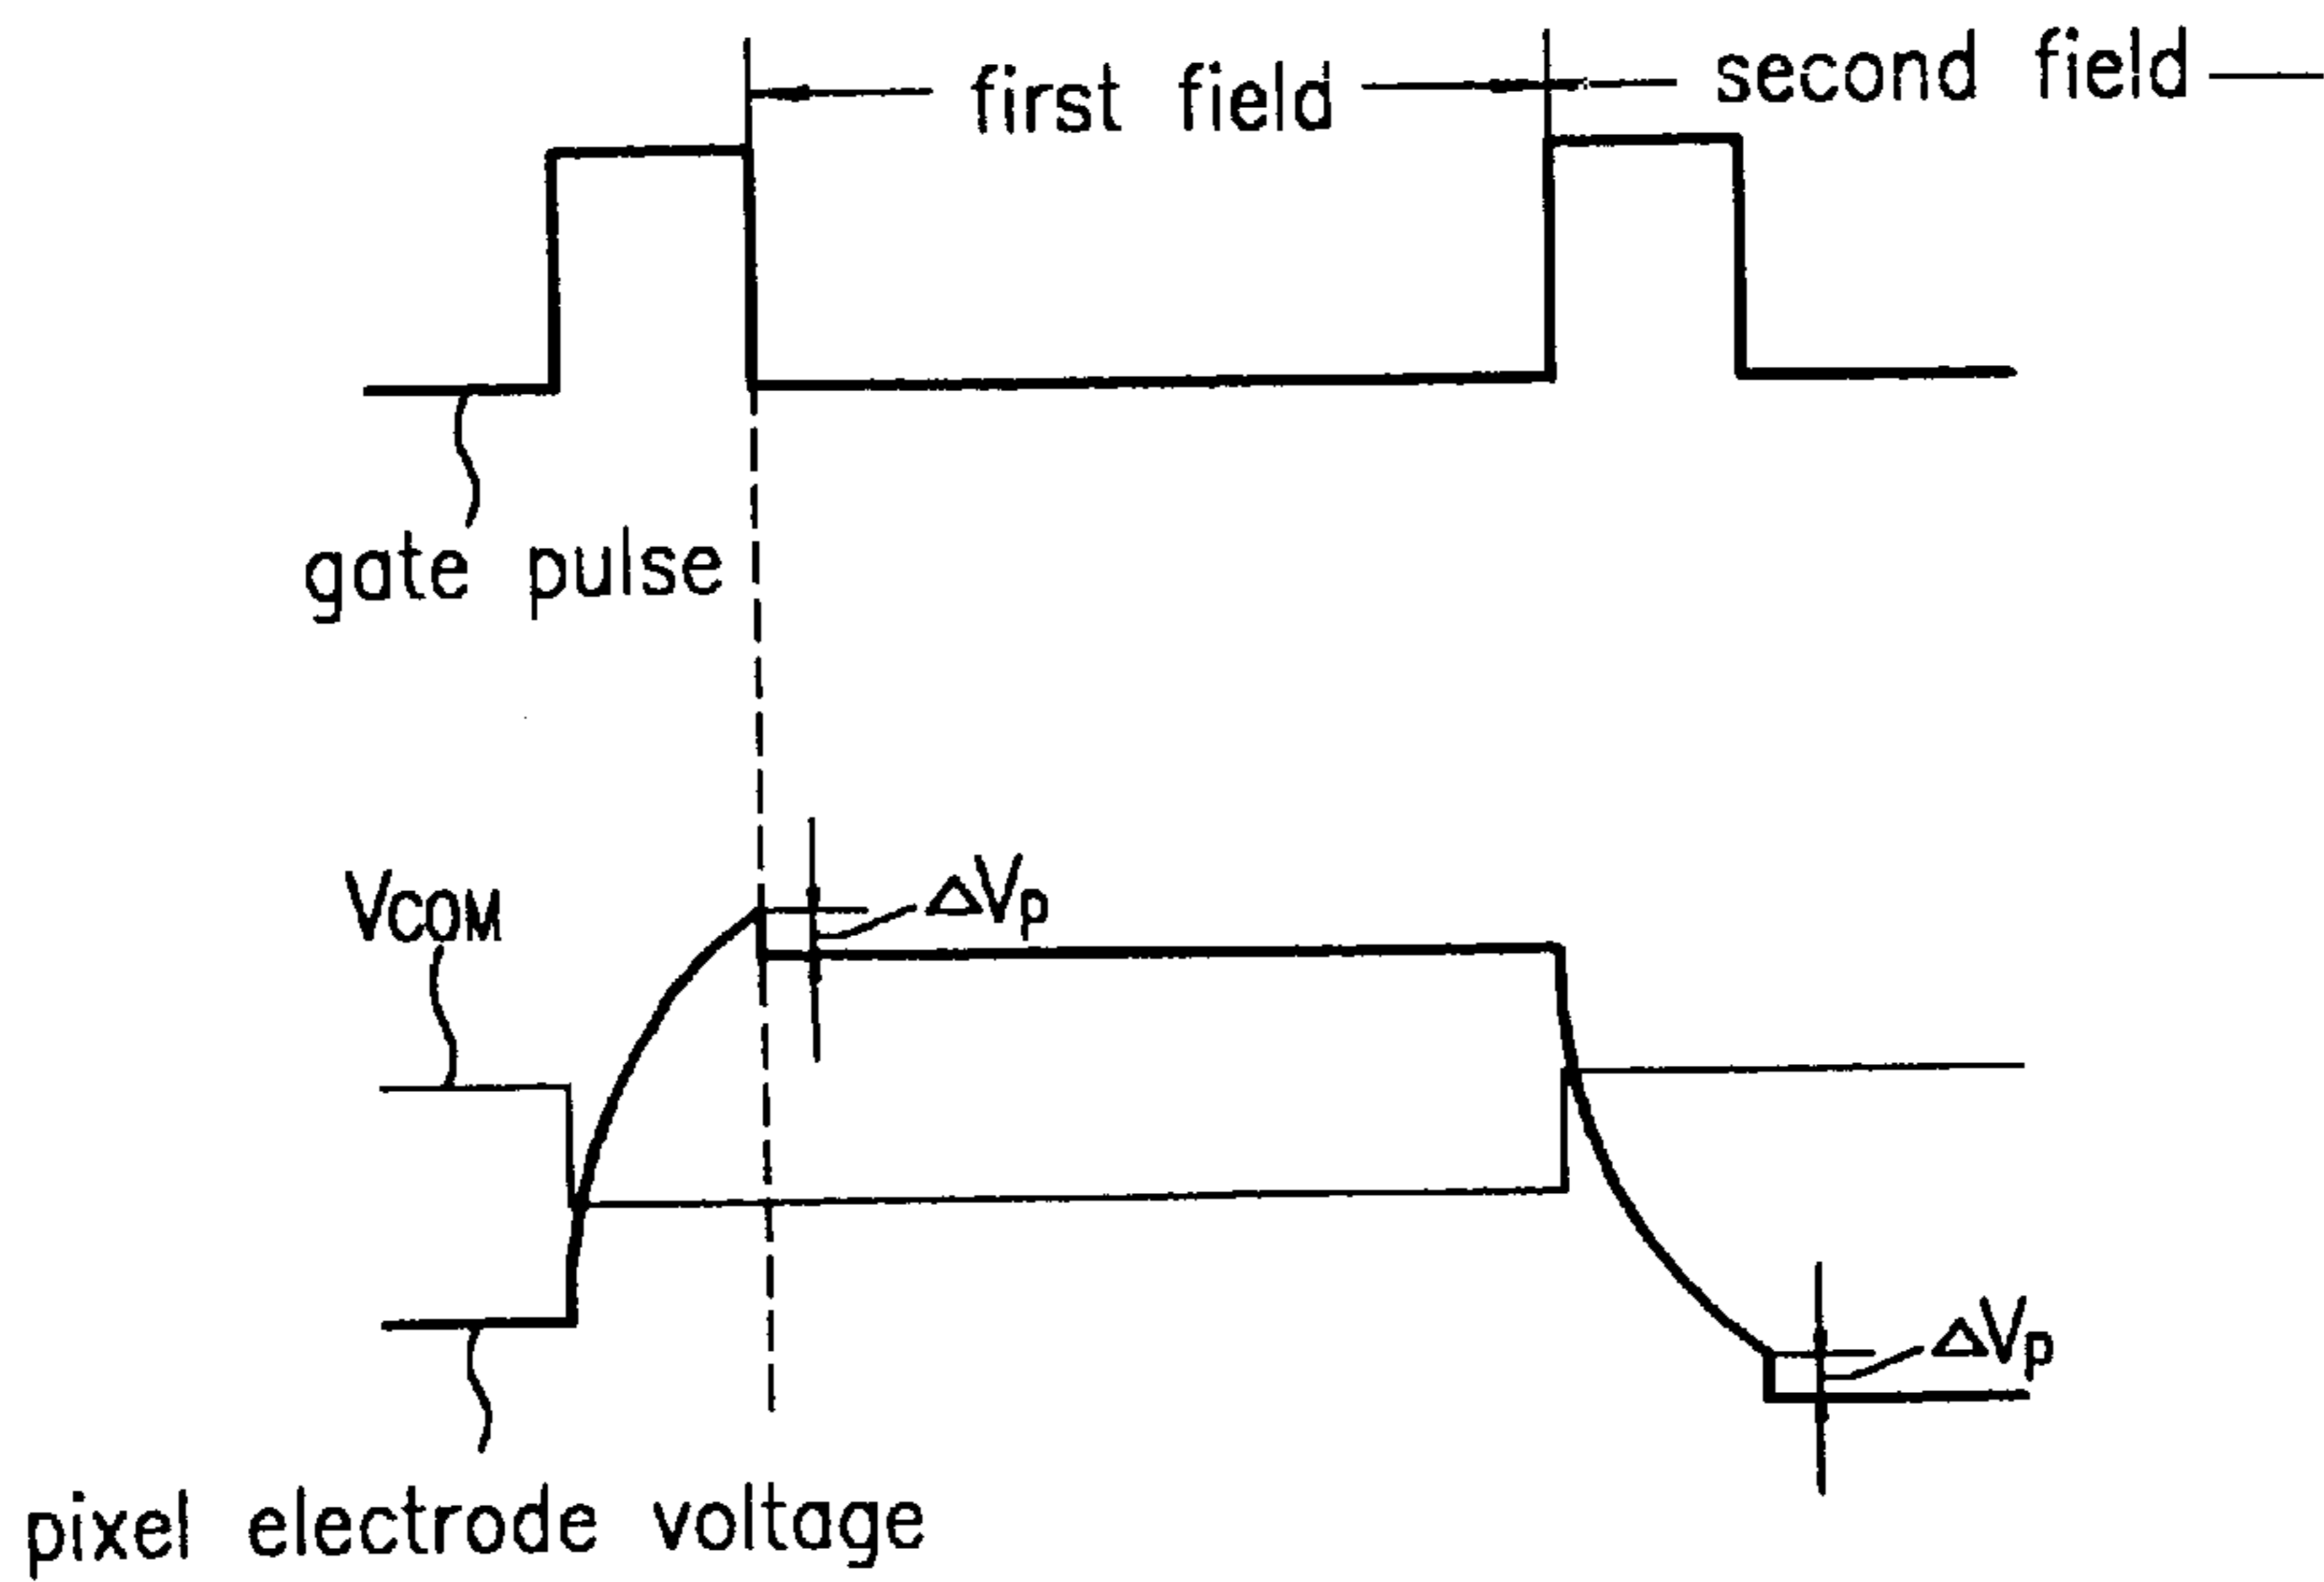 first field
second field
gate pulse
VCOM
ΔVp
ΔVp
pixel electrode voltage